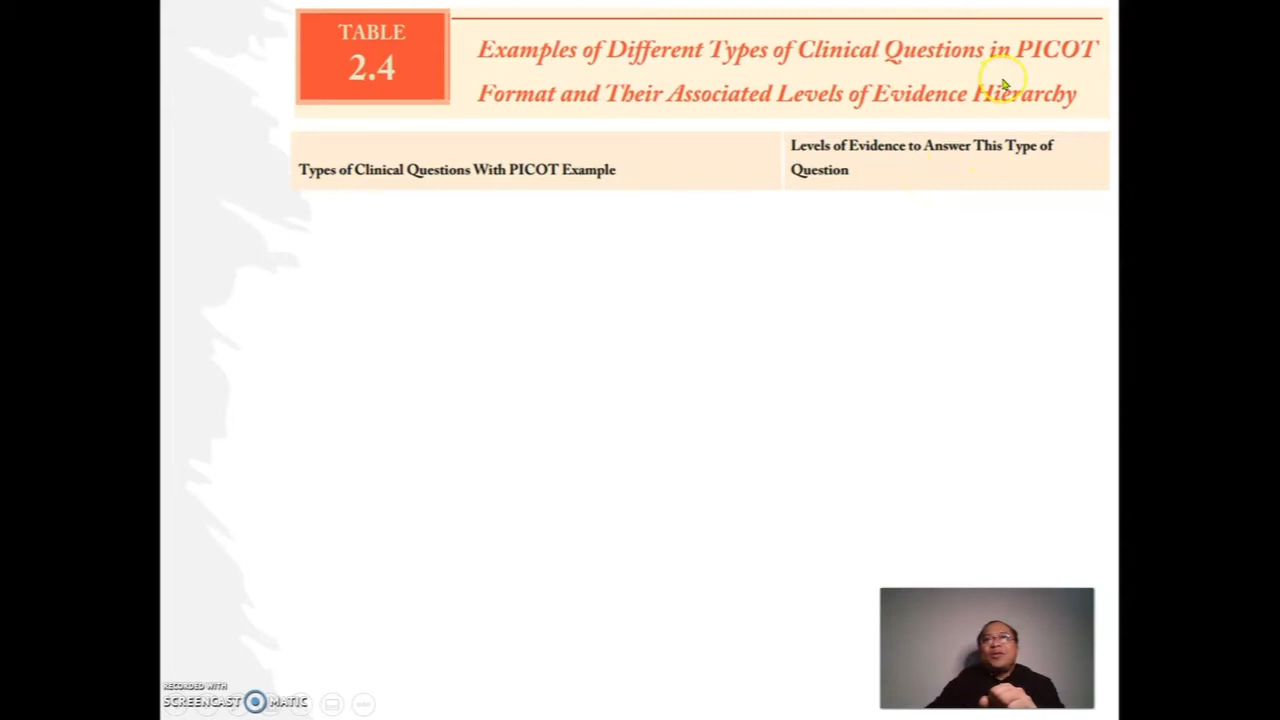 TABLE
2.4
Examples of Different Types of Clinical Questions in PICOT
Format and Their Associated Levels of Evidence Hierarchy
Types of Clinical Questions With PICOT Example
Levels of Evidence to Answer This Type of
Question
RECORDED WITH
SCREENCAST MATIC